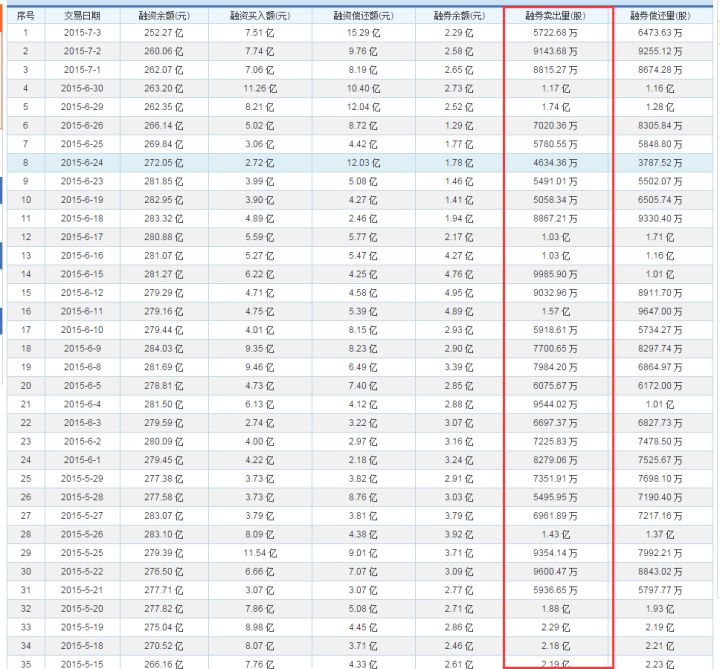 序号 交易日期 融资余额(元) 融资买入额(元) 融资偿还额(元) 融券余额(元) 融券卖出量(股) 融券偿还量(股)
1 2015-7-3 252.27 亿 7.51 亿 15.29 亿 2.29 亿 5722.68 万 6473.63 万
2 2015-7-2 260.06 亿 7.74 亿 9.76 亿 2.58 亿 9143.68 万 9255.12 万
3 2015-7-1 262.07 亿 7.06 亿 8.19 亿 2.65 亿 8815.27 万 8674.28 万
4 2015-6-30 263.20 亿 11.26 亿 10.40 亿 2.73 亿 1.17 亿 1.16 亿
5 2015-6-29 262.35 亿 8.21 亿 12.04 亿 2.52 亿 1.74 亿 1.28 亿
6 2015-6-26 266.14 亿 5.02 亿 8.72 亿 1.29 亿 7020.36 万 8305.84 万
7 2015-6-25 269.84 亿 3.06 亿 4.42 亿 1.77 亿 5780.55 万 5848.80 万
8 2015-6-24 272.05 亿 2.72 亿 12.03 亿 1.78 亿 4634.36 万 3787.52 万
9 2015-6-23 281.85 亿 3.99 亿 5.08 亿 1.46 亿 5491.01 万 5502.07 万
10 2015-6-19 282.95 亿 3.90 亿 4.27 亿 1.41 亿 5058.34 万 6505.74 万
11 2015-6-18 283.32 亿 4.89 亿 2.46 亿 1.94 亿 8867.21 万 9330.40 万
12 2015-6-17 280.88 亿 5.59 亿 5.77 亿 2.17 亿 1.03 亿 1.71 亿
13 2015-6-16 281.07 亿 5.27 亿 5.47 亿 4.27 亿 1.03 亿 1.16 亿
14 2015-6-15 281.27 亿 6.22 亿 4.25 亿 4.76 亿 9985.90 万 1.01 亿
15 2015-6-12 279.29 亿 4.71 亿 4.58 亿 4.95 亿 9032.96 万 8911.70 万
16 2015-6-11 279.16 亿 4.75 亿 5.39 亿 4.89 亿 1.57 亿 9647.00 万
17 2015-6-10 279.44 亿 4.01 亿 8.15 亿 2.93 亿 5918.61 万 5734.27 万
18 2015-6-9 284.03 亿 9.35 亿 8.23 亿 2.90 亿 7700.65 万 8297.74 万
19 2015-6-8 281.69 亿 9.46 亿 6.49 亿 3.39 亿 7984.20 万 6864.97 万
20 2015-6-5 278.81 亿 4.73 亿 7.40 亿 2.85 亿 6075.67 万 6172.00 万
21 2015-6-4 281.50 亿 6.13 亿 4.12 亿 2.88 亿 9544.02 万 1.01 亿
22 2015-6-3 279.59 亿 2.74 亿 3.22 亿 3.07 亿 6697.37 万 6827.73 万
23 2015-6-2 280.09 亿 4.00 亿 2.97 亿 3.16 亿 7225.83 万 7478.50 万
24 2015-6-1 279.45 亿 4.22 亿 2.18 亿 3.24 亿 8279.06 万 7525.67 万
25 2015-5-29 277.38 亿 3.73 亿 3.82 亿 2.91 亿 7351.91 万 7698.10 万
26 2015-5-28 277.58 亿 3.73 亿 8.76 亿 3.03 亿 5495.95 万 7190.40 万
27 2015-5-27 283.07 亿 3.79 亿 3.81 亿 3.79 亿 6961.89 万 7217.16 万
28 2015-5-26 283.10 亿 8.09 亿 4.38 亿 3.92 亿 1.43 亿 1.37 亿
29 2015-5-25 279.39 亿 11.54 亿 9.01 亿 3.71 亿 9354.14 万 7992.21 万
30 2015-5-22 276.50 亿 6.66 亿 7.07 亿 3.09 亿 9600.47 万 8843.02 万
31 2015-5-21 277.71 亿 3.07 亿 3.07 亿 2.77 亿 5936.65 万 5797.77 万
32 2015-5-20 277.82 亿 7.86 亿 5.08 亿 2.71 亿 1.88 亿 1.93 亿
33 2015-5-19 275.04 亿 8.98 亿 4.45 亿 2.86 亿 2.29 亿 2.19 亿
34 2015-5-18 270.52 亿 8.07 亿 3.71 亿 2.46 亿 2.18 亿 2.21 亿
35 2015-5-15 266.16 亿 7.76 亿 4.33 亿 2.61 亿 2.19 亿 2.23 亿